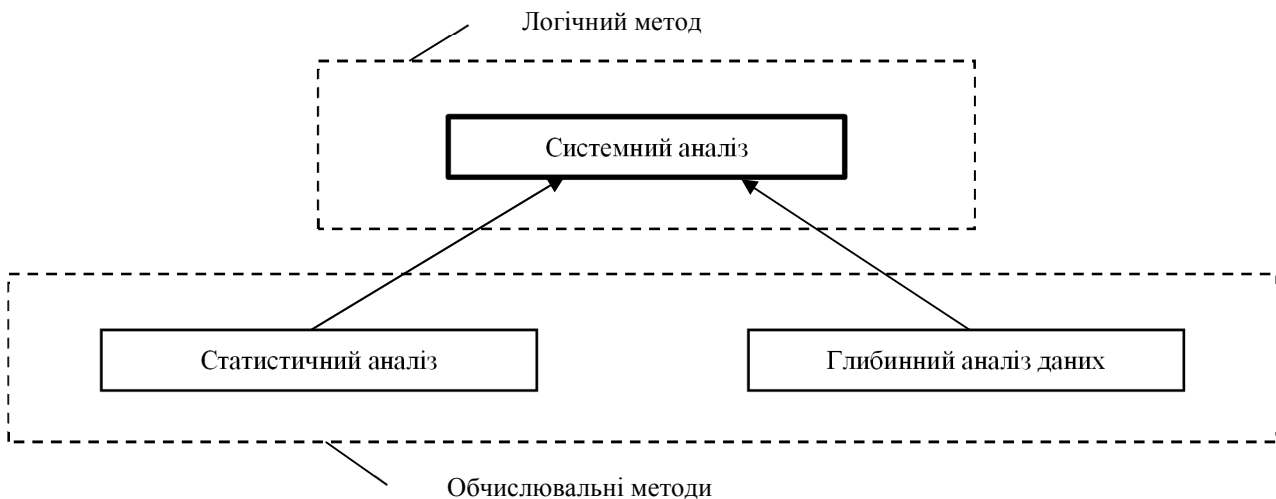 Логічний метод
Системний аналіз
Статистичний аналіз
Глибинний аналіз даних
Обчислювальні методи